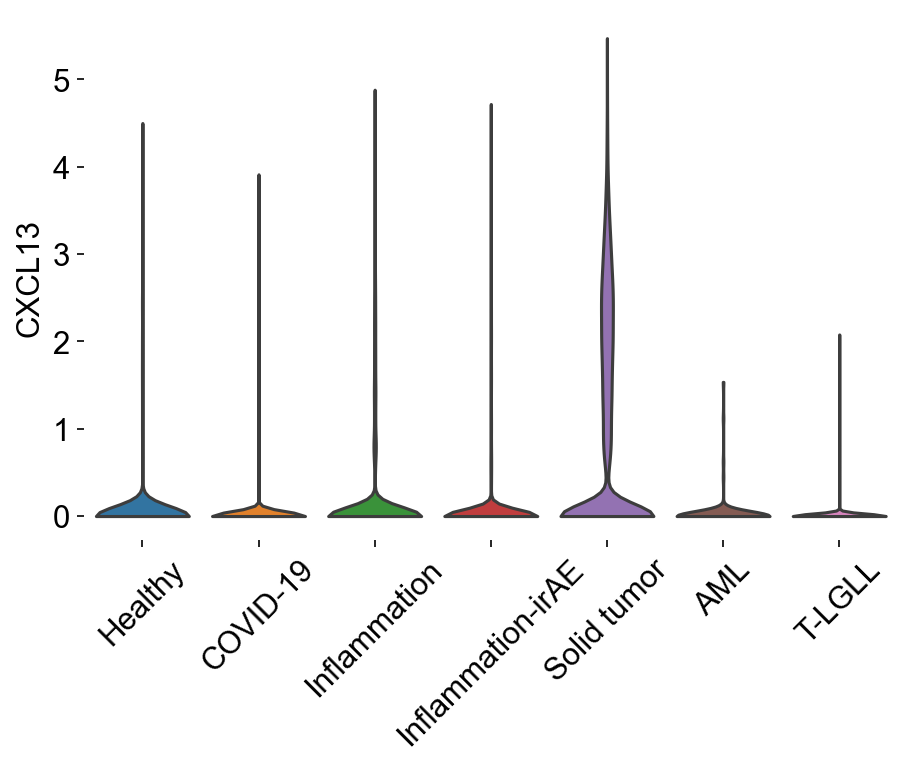 CXCL13
5
4
3
2
1
0
Healthy
COVID-19
Inflammation
Inflammation-irAE
Solid tumor
AML
T-LGLL